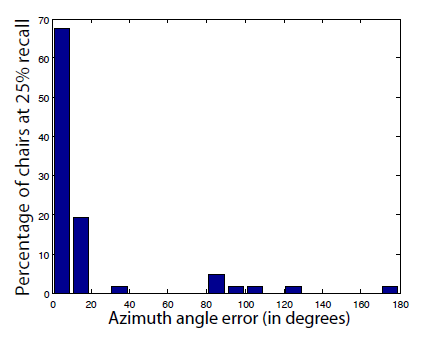 Percentage of chairs at 25% recall
70
60
50
40
30
20
10
0
0 20 40 60 80 100 120 140 160 180
Azimuth angle error (in degrees)